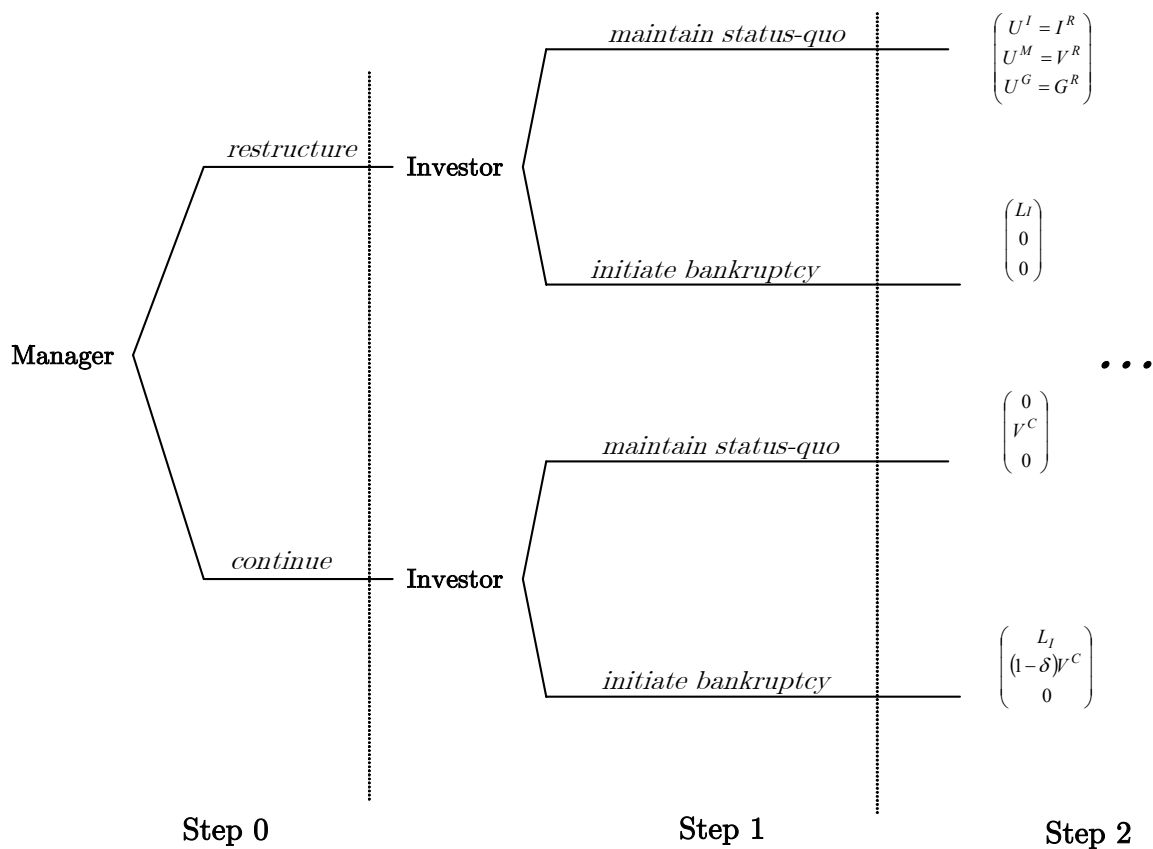 maintain status-quo
U^I = I^R
U^M = V^R
U^G = G^R
restructure
Investor
L_I
0
0
initiate bankruptcy
Manager
...
0
V^C
0
maintain status-quo
continue
Investor
L_I
(1-δ)V^C
0
initiate bankruptcy
Step 0
Step 1
Step 2